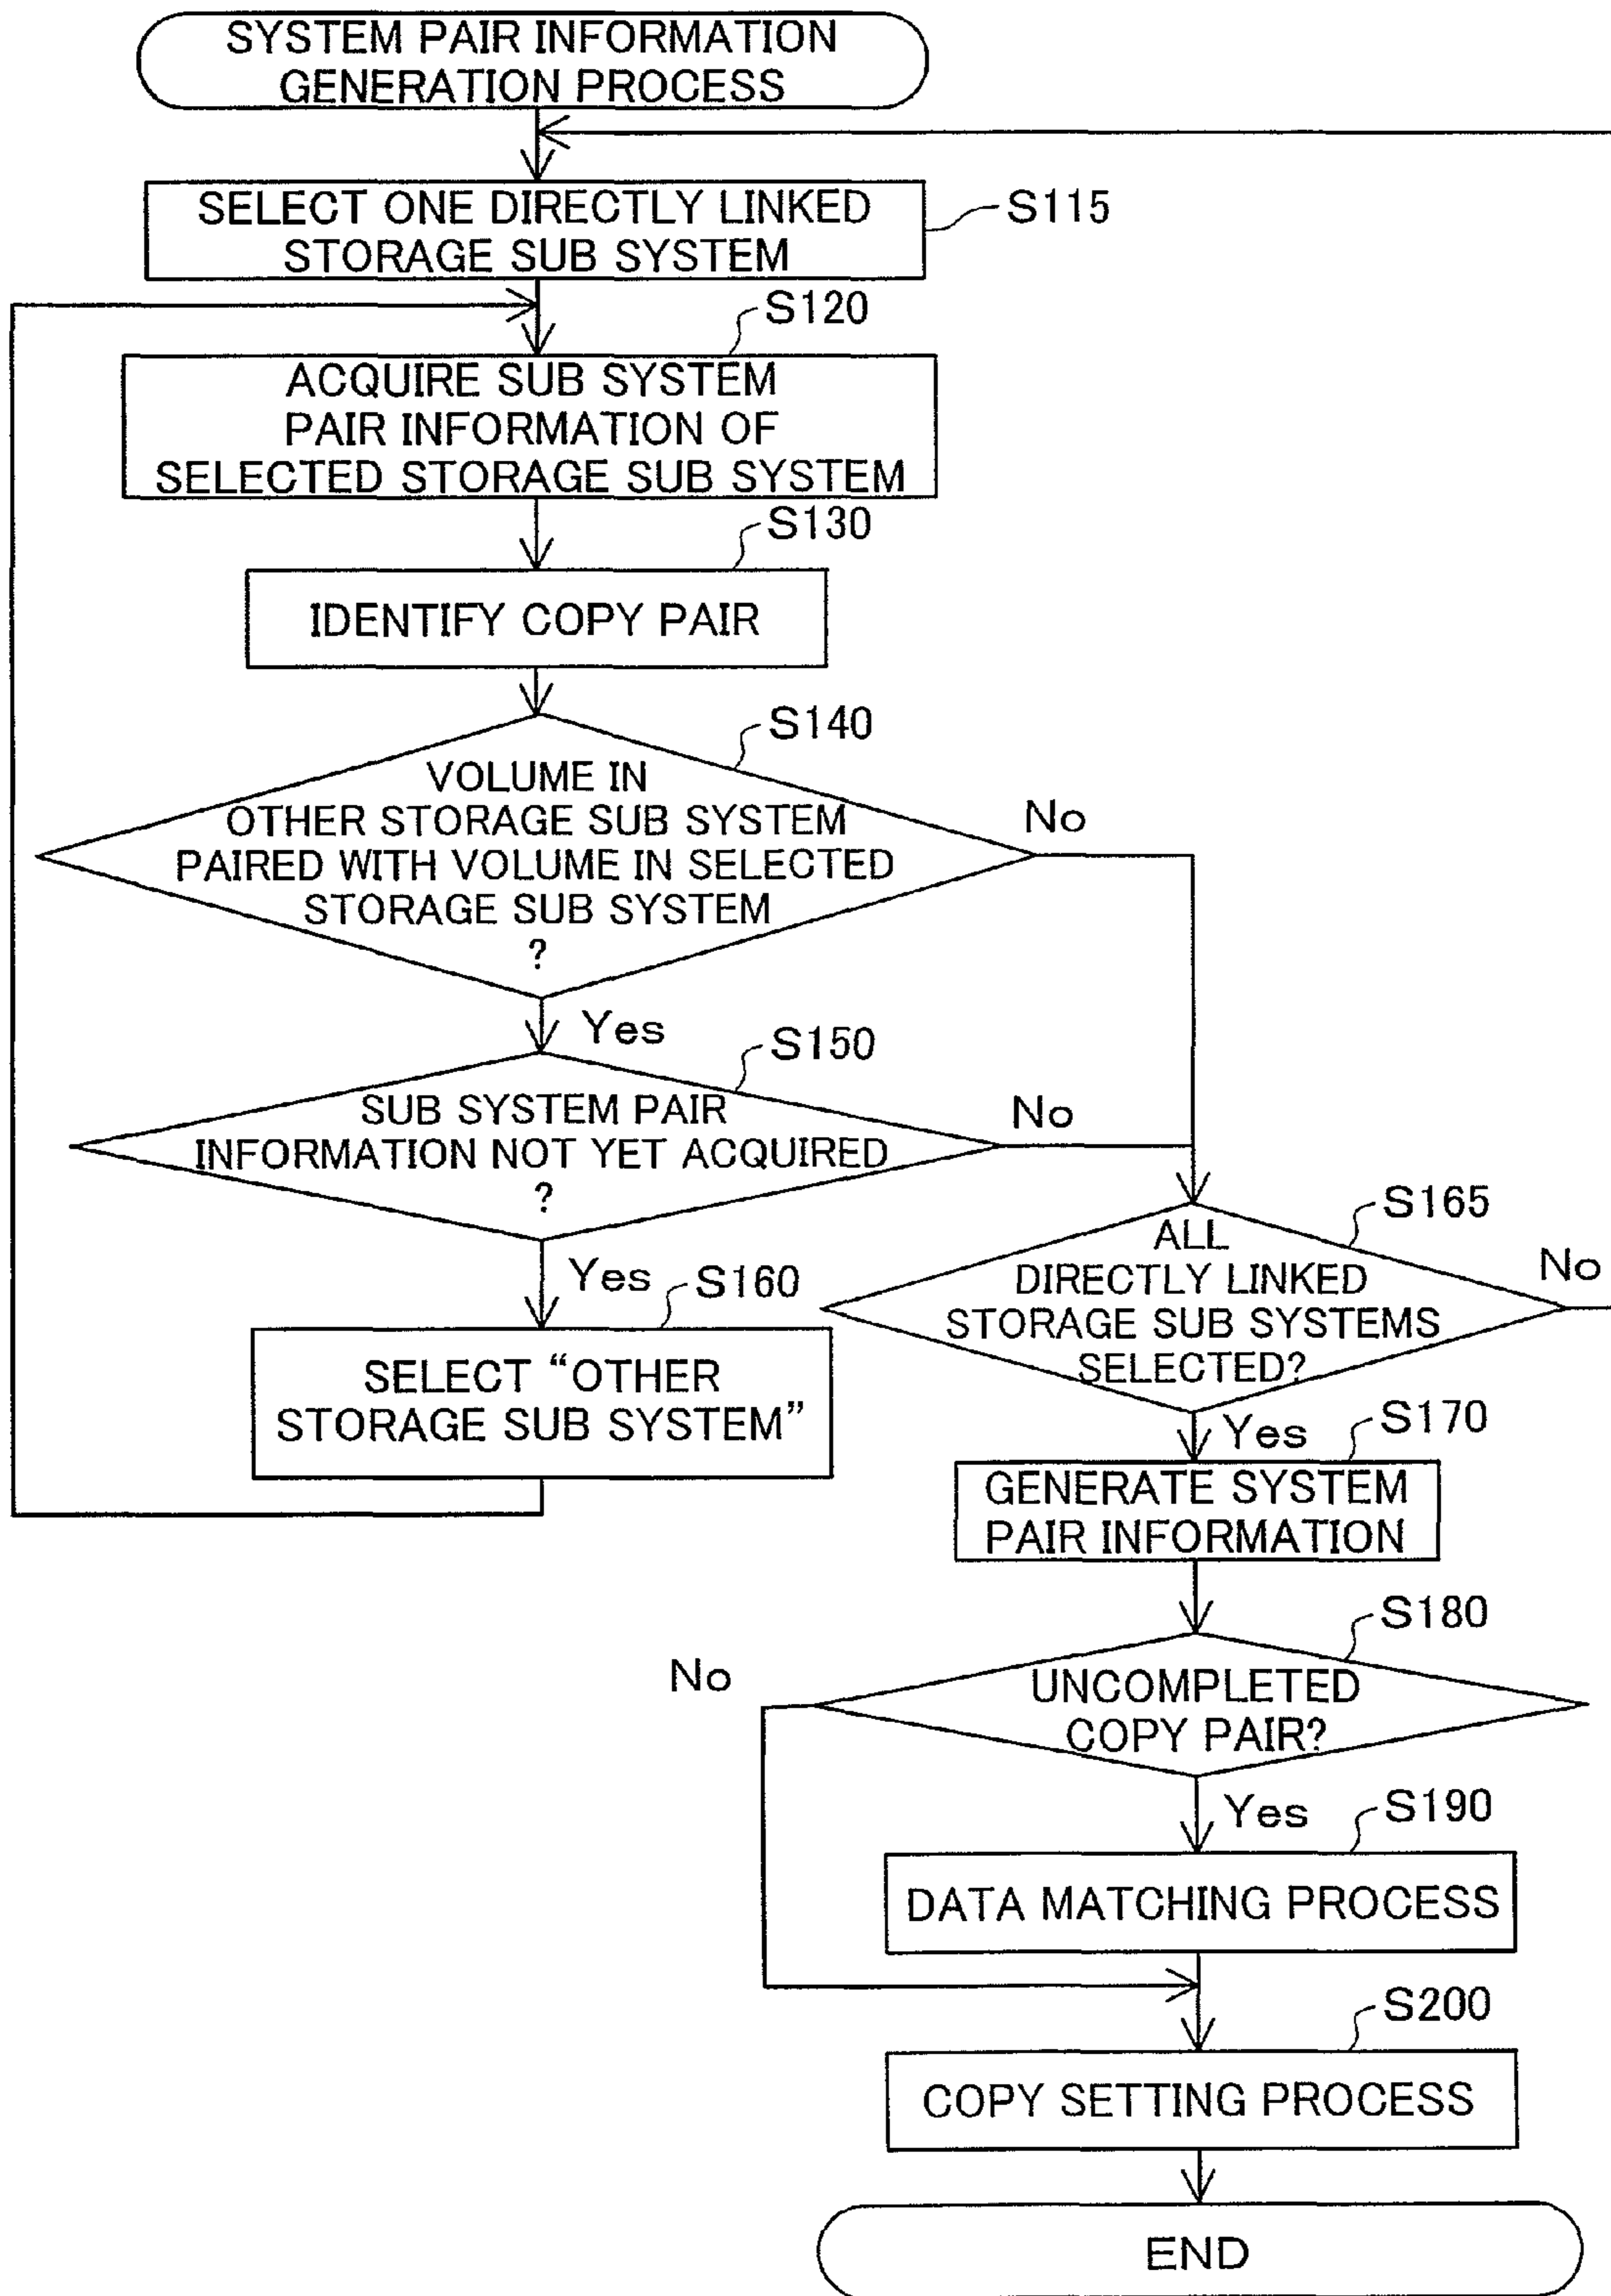 SYSTEM PAIR INFORMATION
GENERATION PROCESS
SELECT ONE DIRECTLY LINKED
STORAGE SUB SYSTEM
S115
S120
ACQUIRE SUB SYSTEM
PAIR INFORMATION OF
SELECTED STORAGE SUB SYSTEM
S130
IDENTIFY COPY PAIR
S140
VOLUME IN
OTHER STORAGE SUB SYSTEM
PAIRED WITH VOLUME IN SELECTED
STORAGE SUB SYSTEM
?
No
Yes
S150
SUB SYSTEM PAIR
INFORMATION NOT YET ACQUIRED
?
No
Yes
S160
SELECT “OTHER
STORAGE SUB SYSTEM”
S165
ALL
DIRECTLY LINKED
STORAGE SUB SYSTEMS
SELECTED?
No
Yes
S170
GENERATE SYSTEM
PAIR INFORMATION
S180
UNCOMPLETED
COPY PAIR?
No
Yes
S190
DATA MATCHING PROCESS
S200
COPY SETTING PROCESS
END